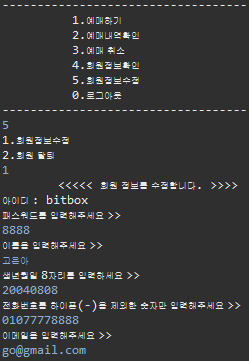 --------------------------------------------
1.예매하기
2.예매내역확인
3.예매 취소
4.회원정보확인
5.회원정보수정
0.로그아웃
--------------------------------------------
5
1.회원정보수정
2.회원 탈퇴
1
<<<<< 회원 정보를 수정합니다. >>>>
아이디 : bitbox
패스워드를 입력해주세요 >>
8888
이름을 입력해주세요 >>
고은아
생년월일 8자리를 입력하세요 >>
20040808
전화번호를 하이픈(-)을 제외한 숫자만 입력해주세요 >>
01077778888
이메일을 입력해주세요 >>
go@gmail.com